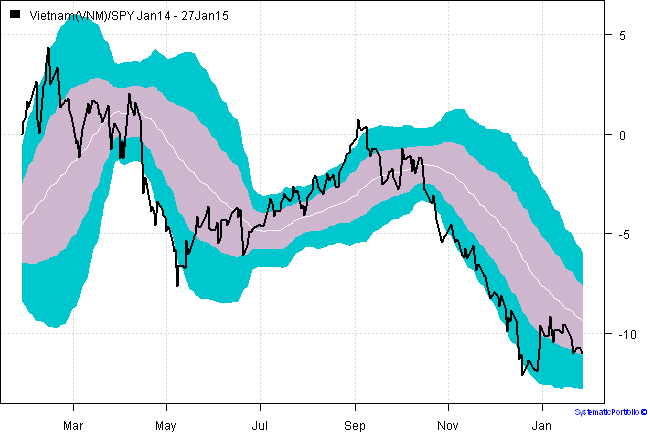 Vietnam(VNM)/SPY Jan14 - 27Jan15
5
0
-5
-10
Mar May Jul Sep Nov Jan
SystematicPortfolio ©